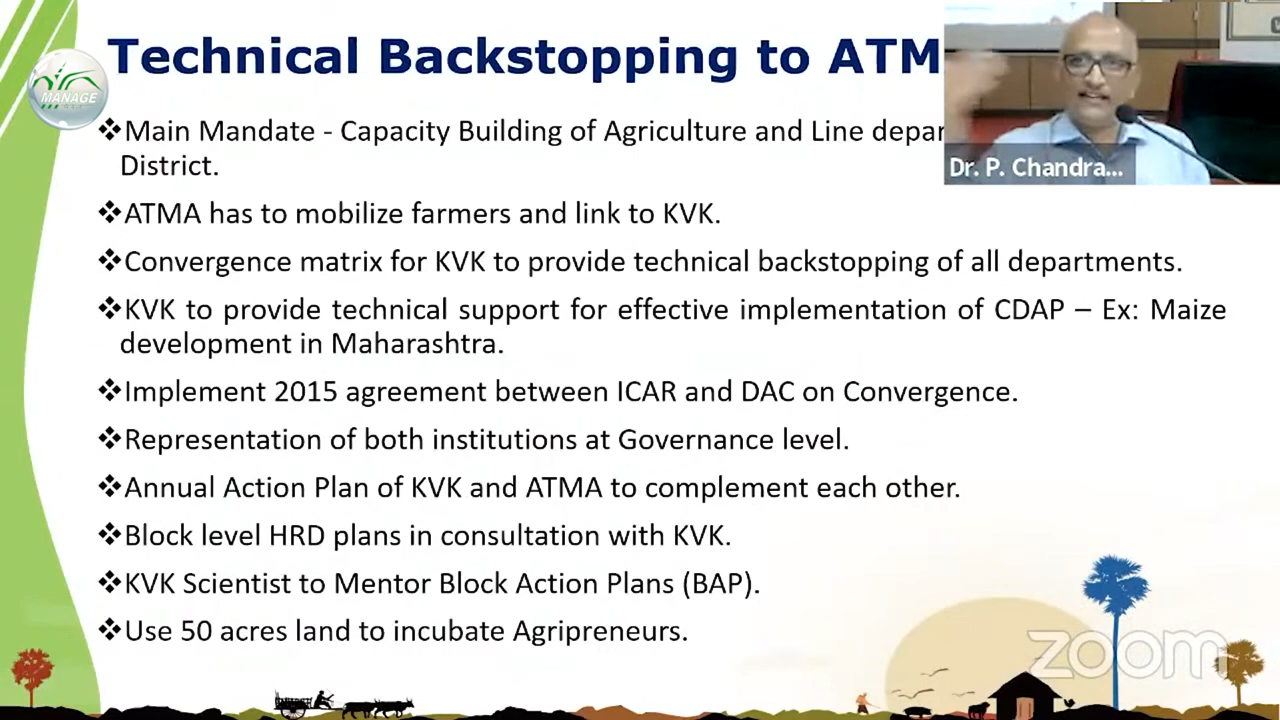 Technical Backstopping to ATM
MANAGE
❖Main Mandate - Capacity Building of Agriculture and Line depar
District.
❖ATMA has to mobilize farmers and link to KVK.
❖Convergence matrix for KVK to provide technical backstopping of all departments.
❖KVK to provide technical support for effective implementation of CDAP – Ex: Maize
development in Maharashtra.
❖Implement 2015 agreement between ICAR and DAC on Convergence.
❖Representation of both institutions at Governance level.
❖Annual Action Plan of KVK and ATMA to complement each other.
❖Block level HRD plans in consultation with KVK.
❖KVK Scientist to Mentor Block Action Plans (BAP).
❖Use 50 acres land to incubate Agripreneurs.
Dr. P. Chandra...
zoom